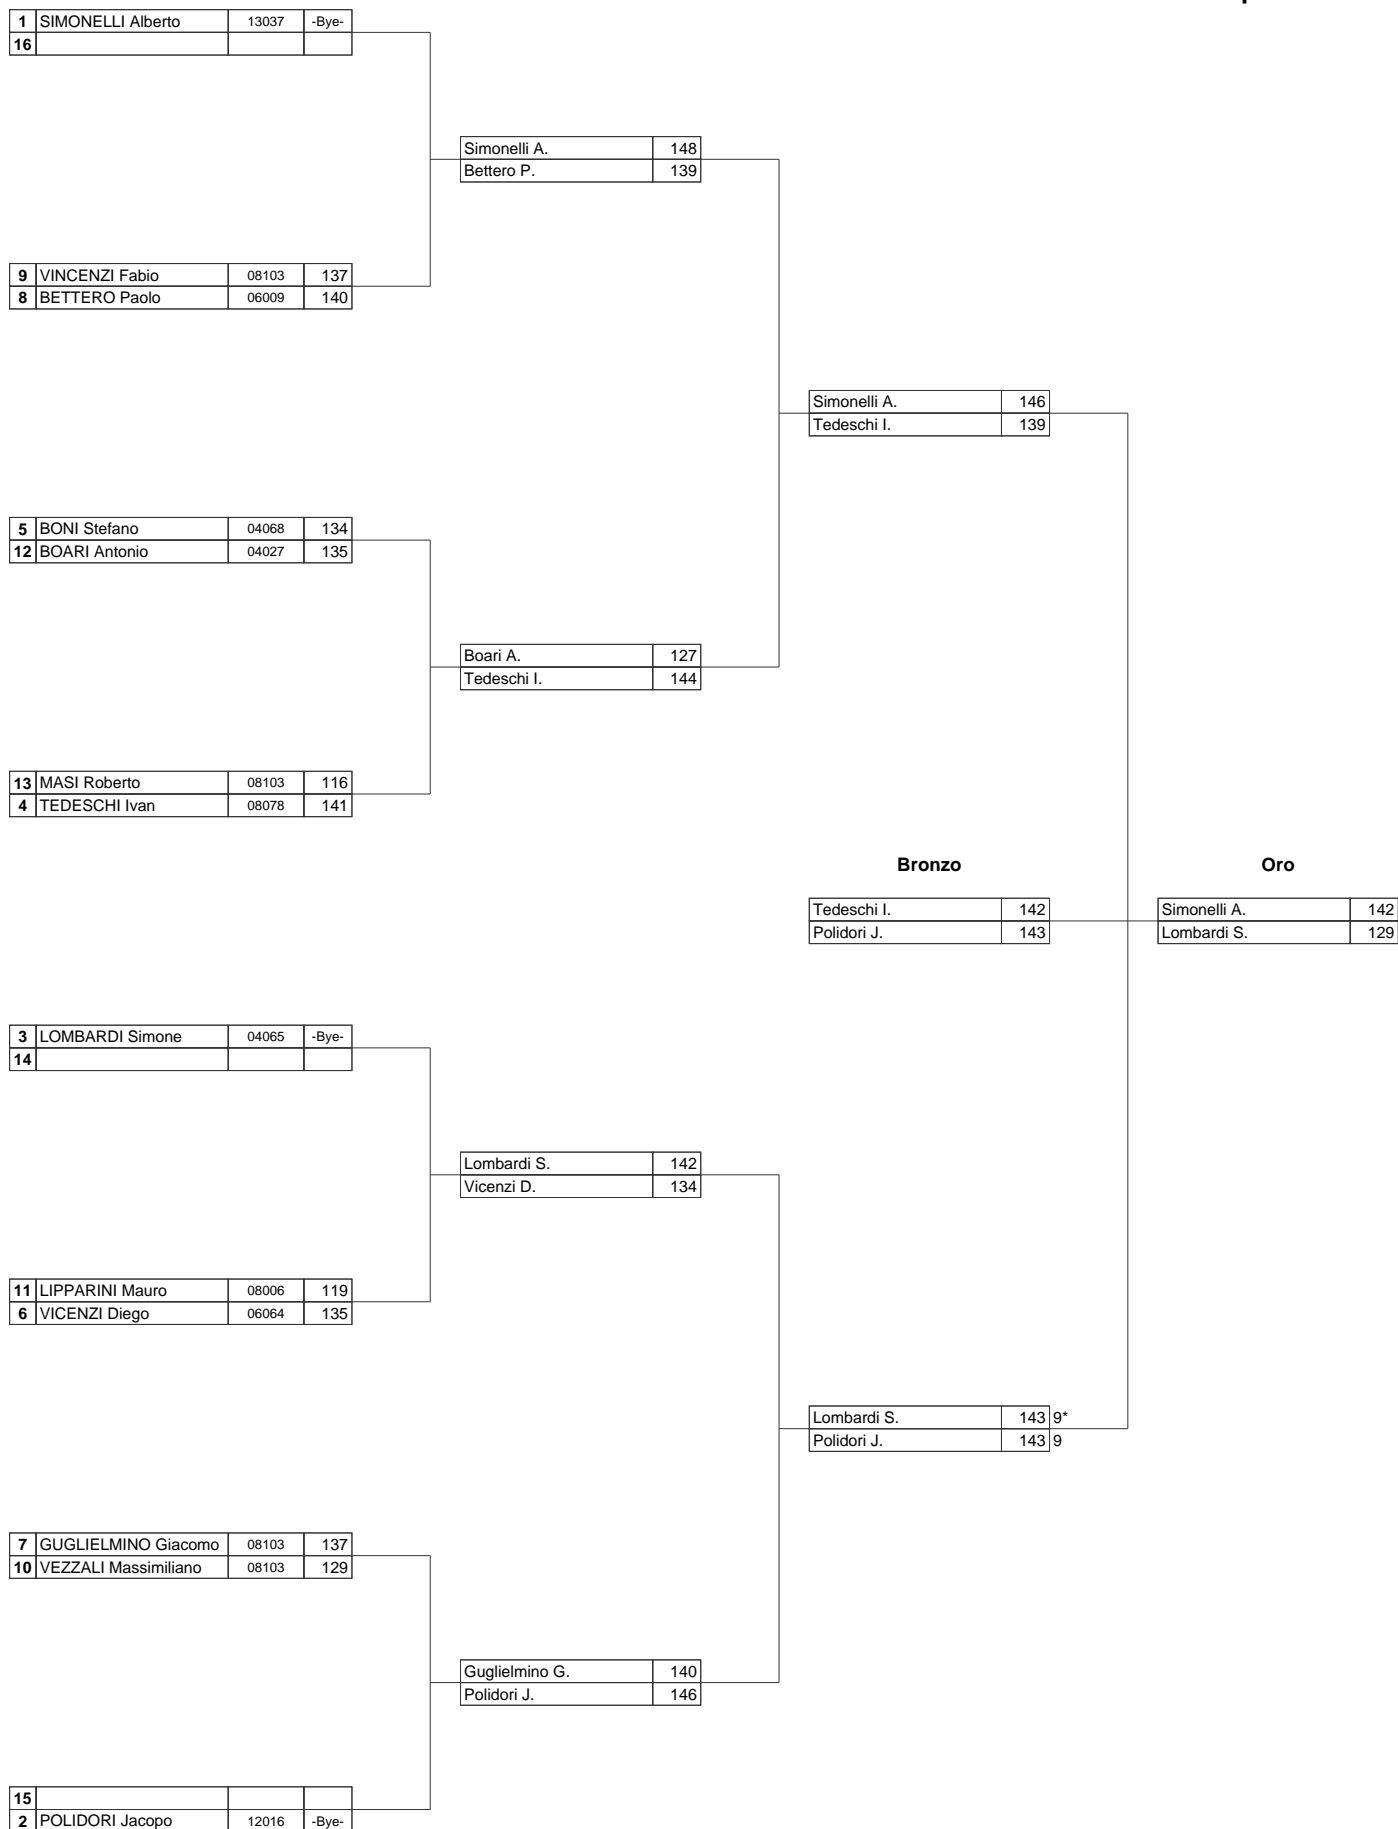 1 SIMONELLI Alberto 13037 -Bye-
16
Simonelli A. 148
Bettero P. 139
9 VINCENZI Fabio 08103 137
8 BETTERO Paolo 06009 140
Simonelli A. 146
Tedeschi I. 139
5 BONI Stefano 04068 134
12 BOARI Antonio 04027 135
Boari A. 127
Tedeschi I. 144
13 MASI Roberto 08103 116
4 TEDESCHI Ivan 08078 141
Bronzo Oro
Tedeschi I. 142 Simonelli A. 142
Polidori J. 143 Lombardi S. 129
3 LOMBARDI Simone 04065 -Bye-
14
Lombardi S. 142
Vicenzi D. 134
11 LIPPARINI Mauro 08006 119
6 VICENZI Diego 06064 135
Lombardi S. 143 9*
Polidori J. 143 9
7 GUGLIELMINO Giacomo 08103 137
10 VEZZALI Massimiliano 08103 129
Guglielmino G. 140
Polidori J. 146
15
2 POLIDORI Jacopo 12016 -Bye-